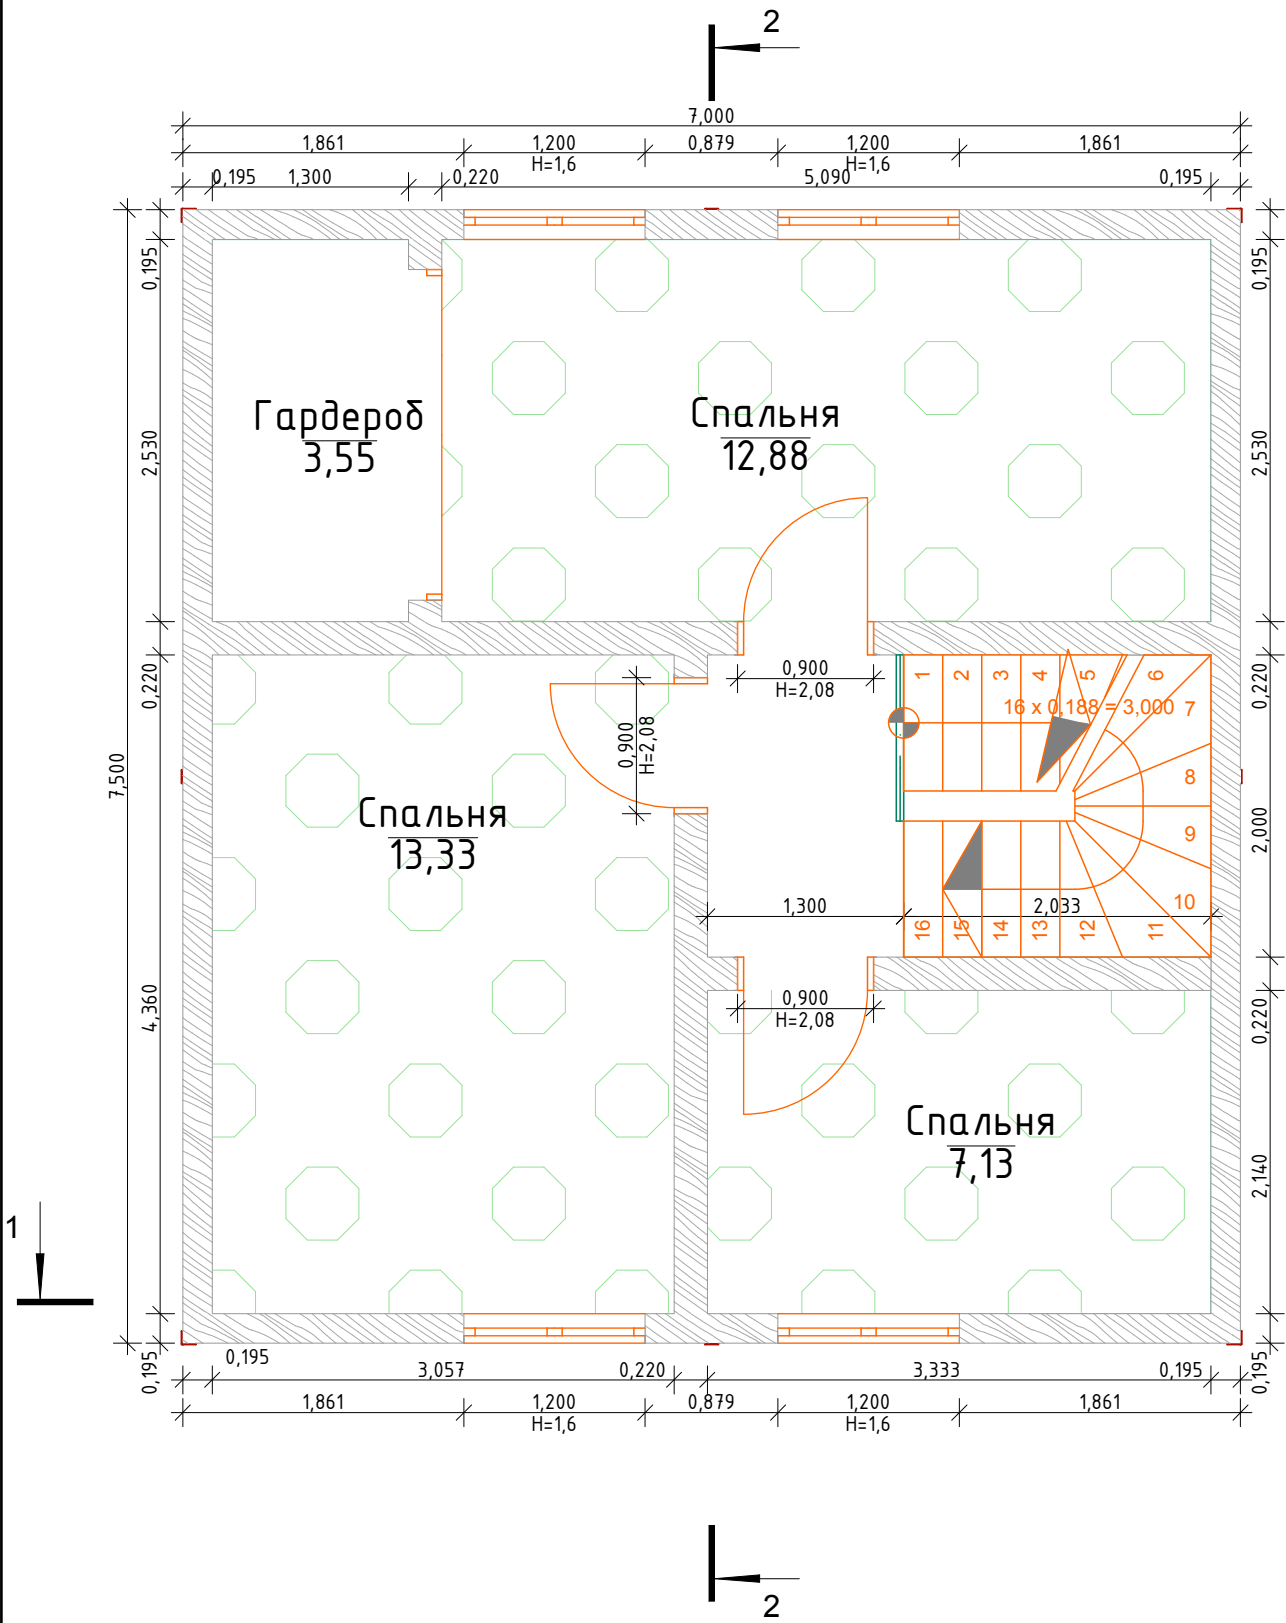 2
7,000
1,861 1,200 0,879 1,200 1,861
H=1,6 H=1,6
0,195 1,300 0,220 5,090 0,195
0,195 0,195
Гардероб
3,55
Спальня
12,88
2,530 2,530
0,900
H=2,08
0,220 0,220
1 2 3 4 5 6
16 x 0,188 = 3,000 7
0,900
H=2,08
7,500
8
Спальня
13,33
9
2,000
10
1,300 2,033
16 15 14 13 12 11
0,900
H=2,08
4,360 0,220
Спальня
7,13
2,140
1
0,195 0,195
0,195 3,057 0,220 3,333 0,195
1,861 1,200 0,879 1,200 1,861
H=1,6 H=1,6
2